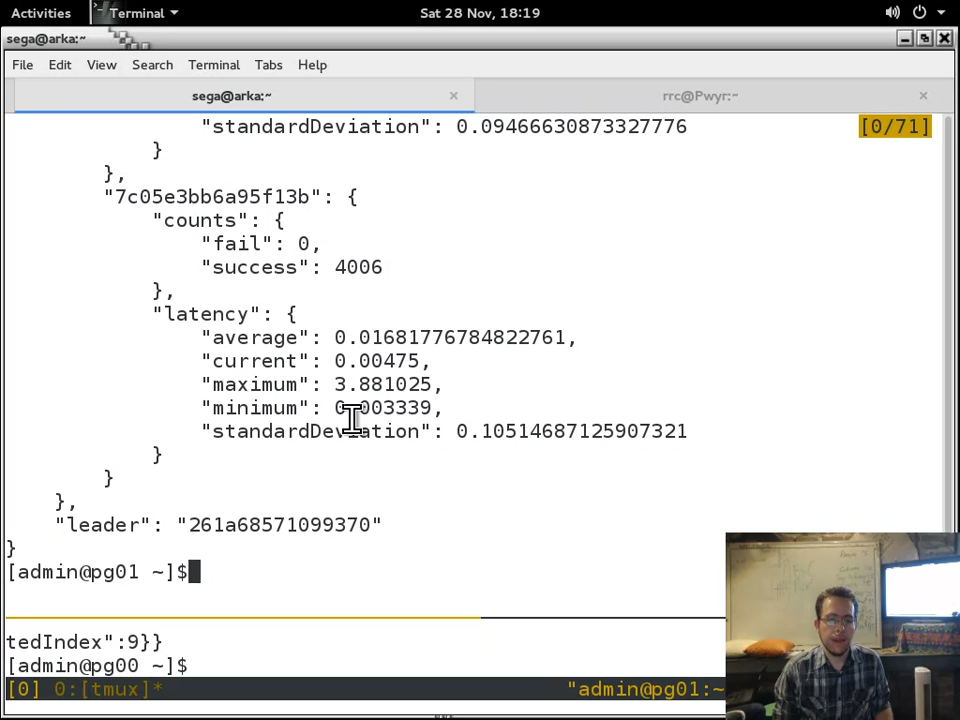 Activities
Terminal
Sat 28 Nov, 18:19
sega@arka:~
File Edit View Search Terminal Tabs Help
sega@arka:~
rrc@Pwyr:~
"standardDeviation": 0.09466630873327776
[0/71]
}
},
"7c05e3bb6a95f13b": {
"counts": {
"fail": 0,
"success": 4006
},
"latency": {
"average": 0.01681776784822761,
"current": 0.00475,
"maximum": 3.881025,
"minimum": 0.003339,
"standardDeviation": 0.10514687125907321
}
}
},
"leader": "261a68571099370"
}
[admin@pg01 ~]$
tedIndex":9}}
[admin@pg00 ~]$
[0] 0:[tmux]* "admin@pg01:~